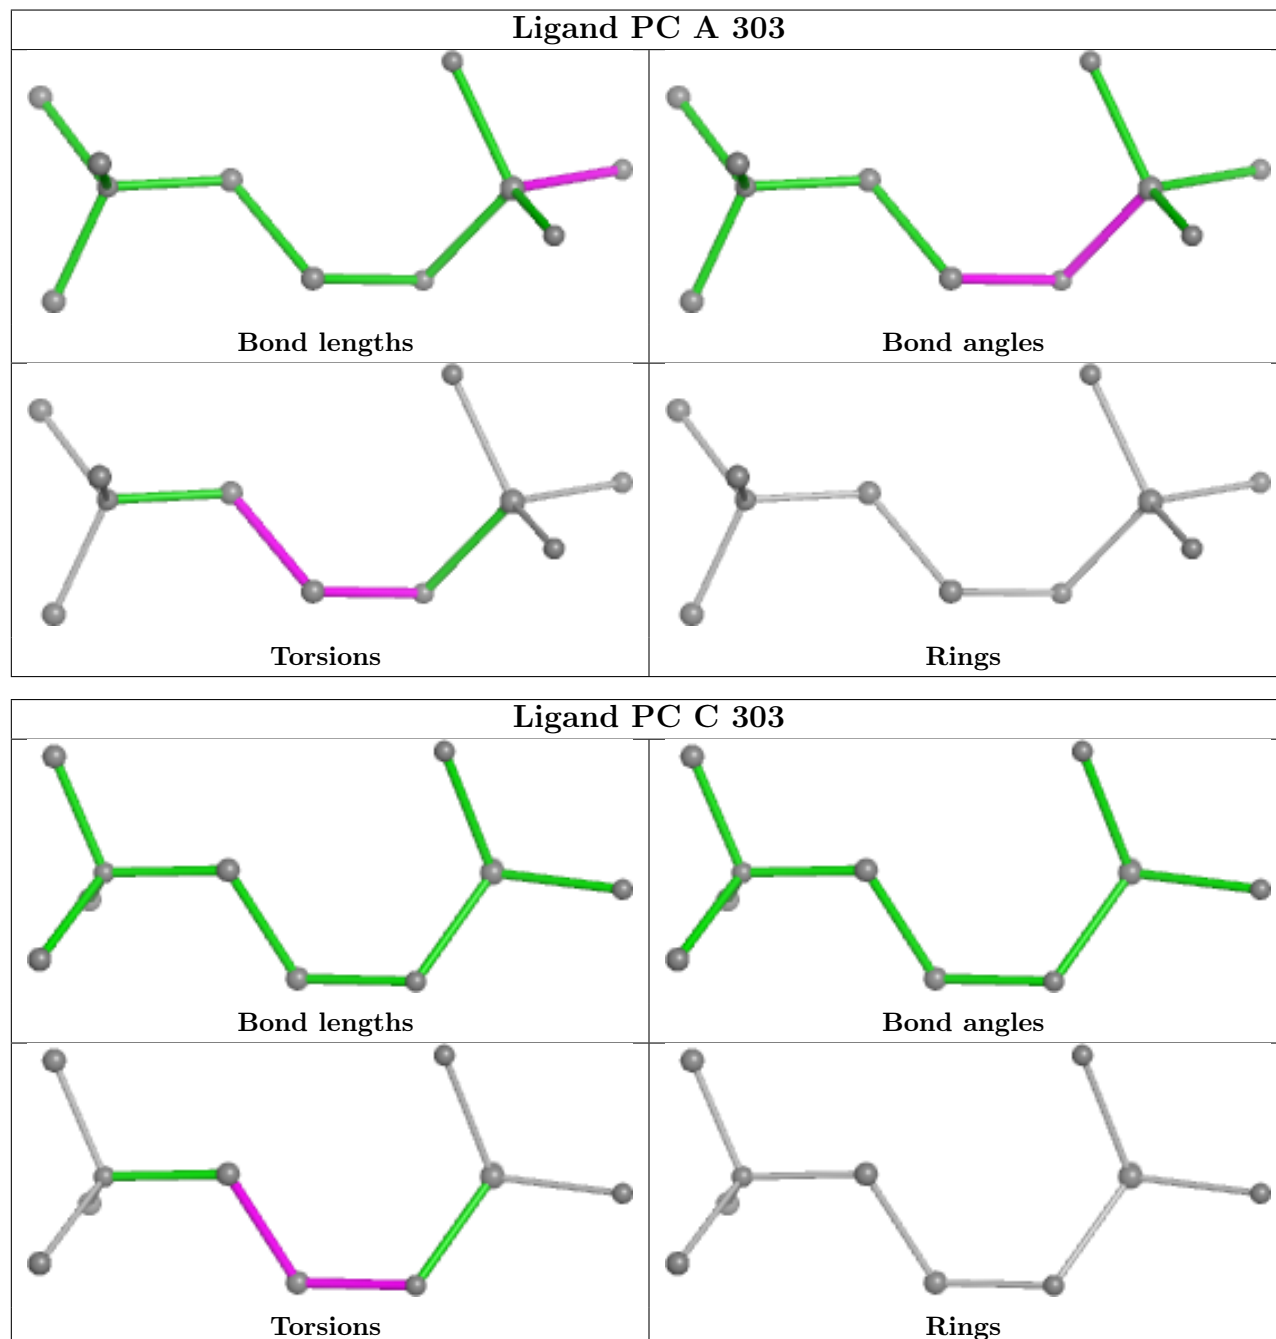 Ligand PC A 303
Bond lengths
Bond angles
Torsions
Rings
Ligand PC C 303
Bond lengths
Bond angles
Torsions
Rings